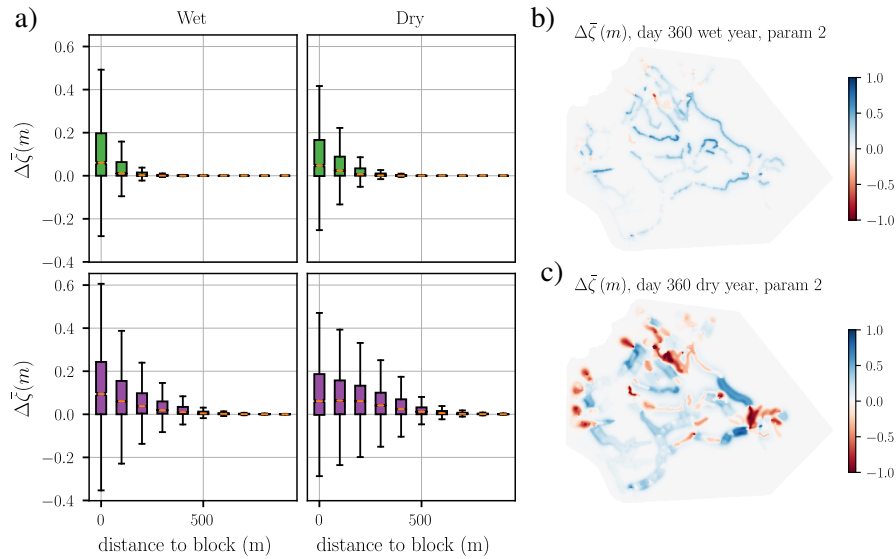 a)
Wet
Dry
0.6
0.4
0.2
0.0
−0.2
−0.4
Δζ̄(m)
0.6
0.4
0.2
0.0
−0.2
−0.4
Δζ̄(m)
0
500
0
500
distance to block (m)
distance to block (m)
b)
Δζ̄(m), day 360 wet year, param 2
1.0
0.5
0.0
−0.5
−1.0
c)
Δζ̄(m), day 360 dry year, param 2
1.0
0.5
0.0
−0.5
−1.0